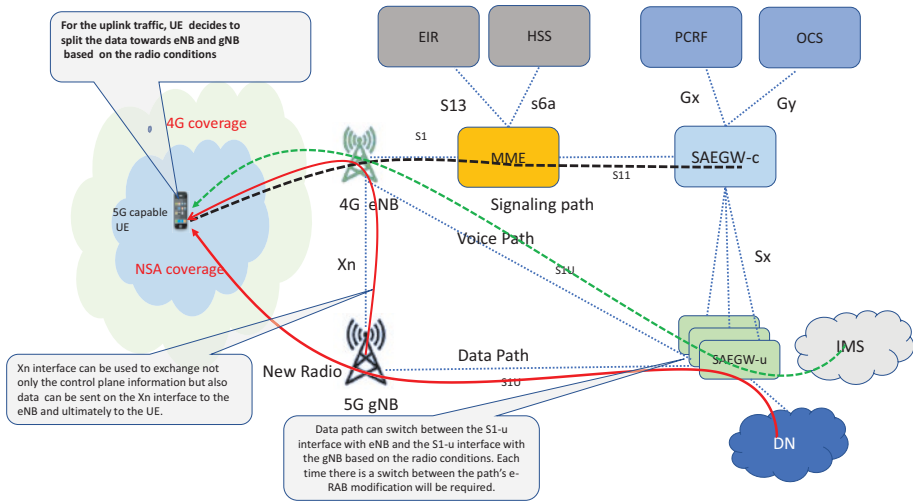 For the uplink traffic, UE decides to
split the data towards eNB and gNB
based on the radio conditions
EIR
HSS
PCRF
OCS
S13
s6a
Gx
Gy
4G coverage
S1
MME
SAEGW-c
S11
5G capable
UE
4G eNB
Signaling path
Voice Path
NSA coverage
Xn
S1U
Sx
Xn interface can be used to exchange not
only the control plane information but also
data can be sent on the Xn interface to the
eNB and ultimately to the UE.
New Radio
5G gNB
Data Path
S1U
SAEGW-u
IMS
Data path can switch between the S1-u
interface with eNB and the S1-u interface with
the gNB based on the radio conditions. Each
time there is a switch between the path's e-
RAB modification will be required.
DN